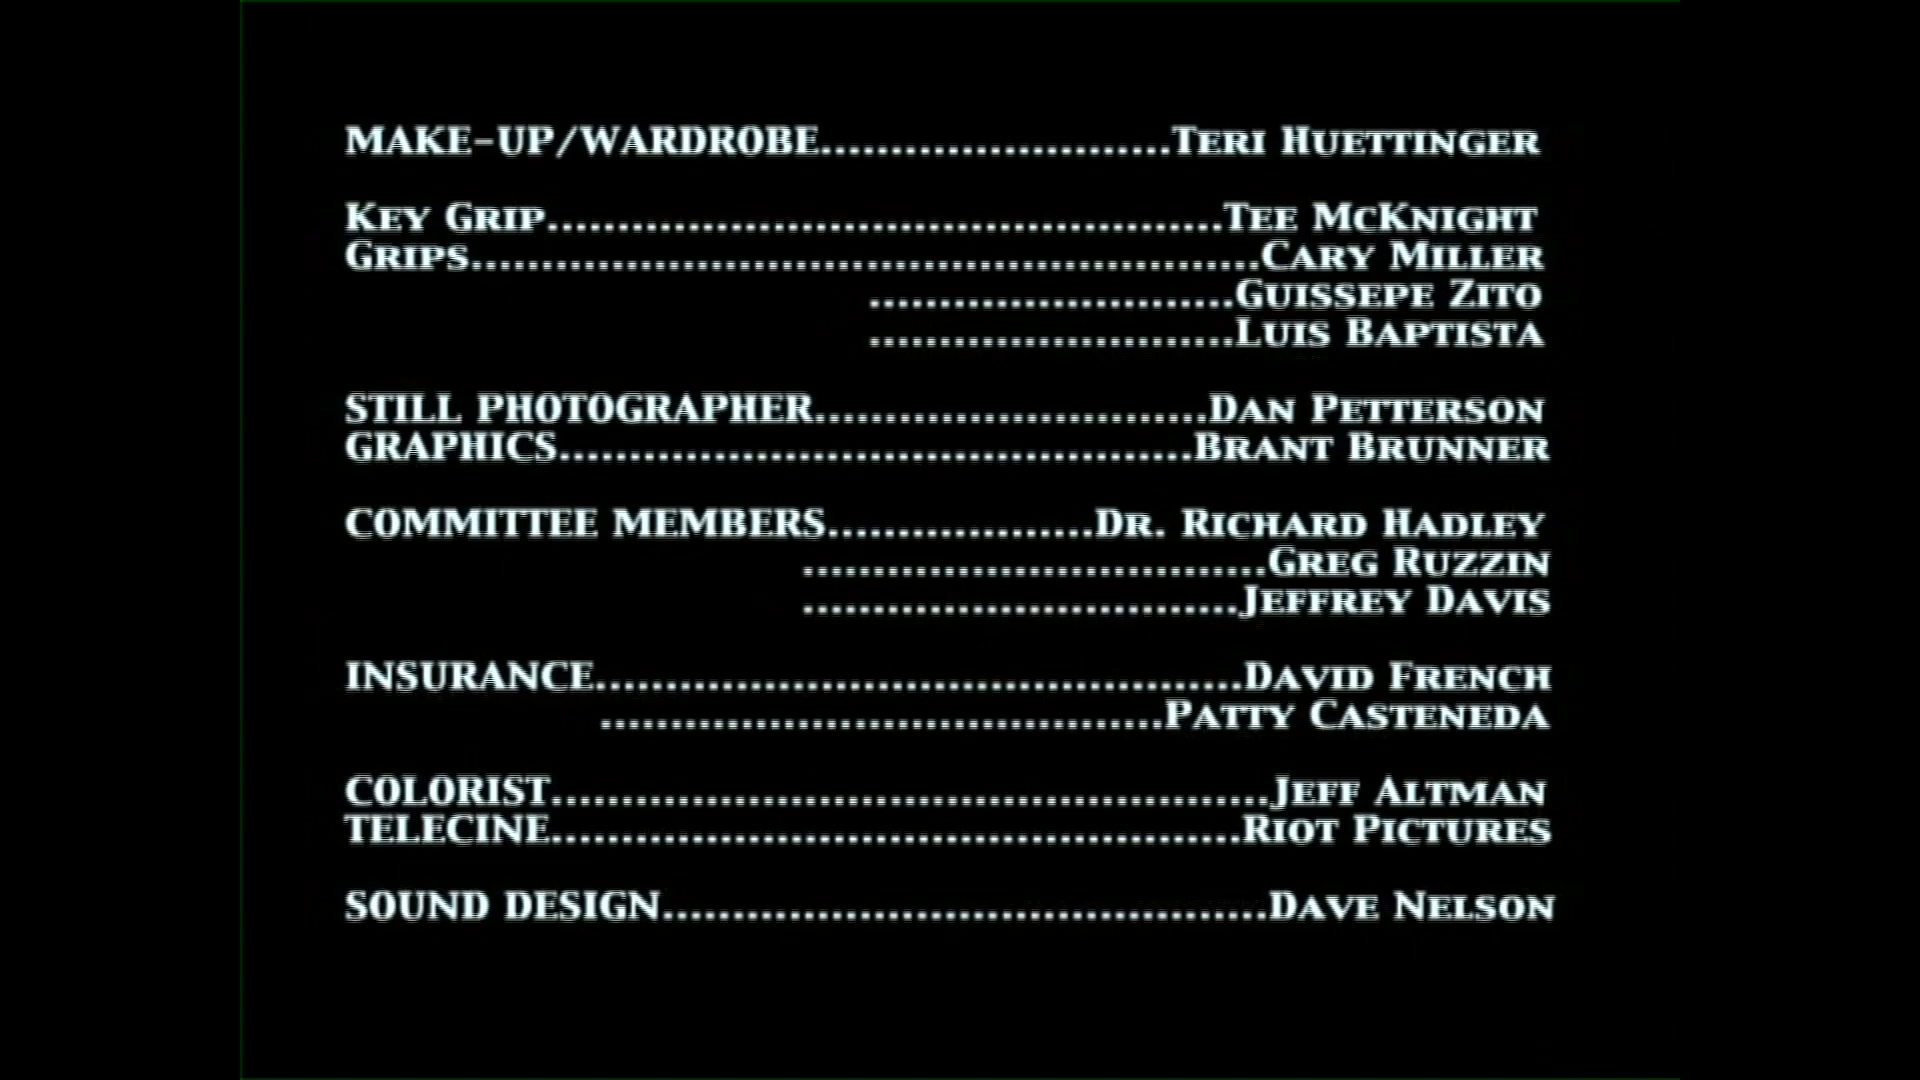 MAKE-UP/WARDROBE........................Teri Huettinger
Key Grip...............................................Tee McKnight
Grips.......................................................Cary Miller
.........................Guissepe Zito
.........................Luis Baptista
STILL PHOTOGRAPHER...........................Dan Petterson
GRAPHICS............................................Brant Brunner
COMMITTEE MEMBERS..................Dr. Richard Hadley
................................Greg Ruzzin
..............................Jeffrey Davis
INSURANCE.............................................David French
.......................................Patty Casteneda
COLORIST..................................................Jeff Altman
TELECINE................................................Riot Pictures
SOUND DESIGN..........................................Dave Nelson